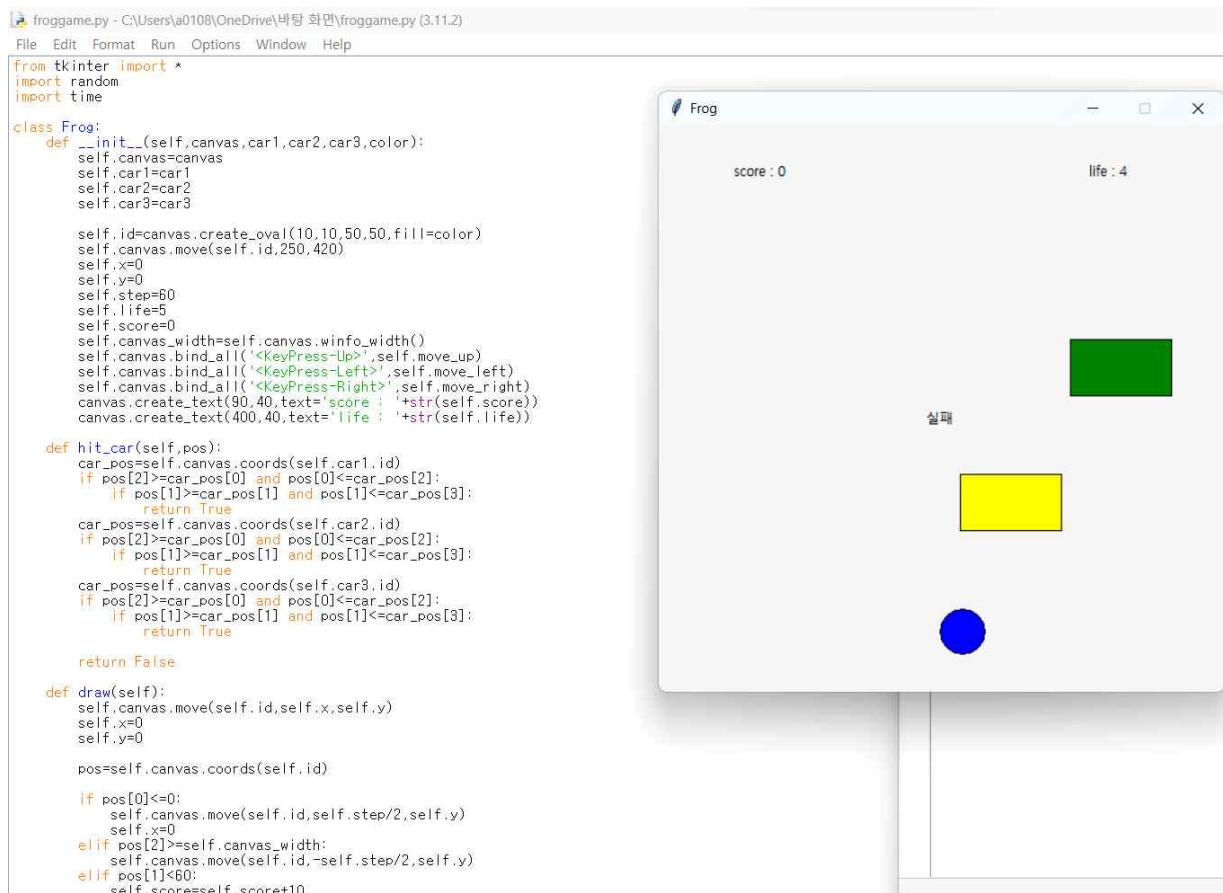 froggame.py - C:\Users\a0108\OneDrive\바탕 화면\froggame.py (3.11.2)
File Edit Format Run Options Window Help
from tkinter import *
import random
import time
class Frog:
    def __init__(self,canvas,car1,car2,car3,color):
        self.canvas=canvas
        self.car1=car1
        self.car2=car2
        self.car3=car3
        self.id=canvas.create_oval(10,10,50,50,fill=color)
        self.canvas.move(self.id,250,420)
        self.x=0
        self.y=0
        self.step=60
        self.life=5
        self.score=0
        self.canvas_width=self.canvas.winfo_width()
        self.canvas.bind_all('<KeyPress-Up>',self.move_up)
        self.canvas.bind_all('<KeyPress-Left>',self.move_left)
        self.canvas.bind_all('<KeyPress-Right>',self.move_right)
        canvas.create_text(90,40,text='score : '+str(self.score))
        canvas.create_text(400,40,text='life : '+str(self.life))
    def hit_car(self,pos):
        car_pos=self.canvas.coords(self.car1.id)
        if pos[2]>=car_pos[0] and pos[0]<=car_pos[2]:
            if pos[1]>=car_pos[1] and pos[1]<=car_pos[3]:
                return True
        car_pos=self.canvas.coords(self.car2.id)
        if pos[2]>=car_pos[0] and pos[0]<=car_pos[2]:
            if pos[1]>=car_pos[1] and pos[1]<=car_pos[3]:
                return True
        car_pos=self.canvas.coords(self.car3.id)
        if pos[2]>=car_pos[0] and pos[0]<=car_pos[2]:
            if pos[1]>=car_pos[1] and pos[1]<=car_pos[3]:
                return True
        return False
    def draw(self):
        self.canvas.move(self.id,self.x,self.y)
        self.x=0
        self.y=0
        pos=self.canvas.coords(self.id)
        if pos[0]<=0:
            self.canvas.move(self.id,self.step/2,self.y)
            self.x=0
        elif pos[2]>=self.canvas_width:
            self.canvas.move(self.id,-self.step/2,self.y)
        elif pos[1]<60:
            self.score=self.score+10
Frog
score : 0 life : 4
실패